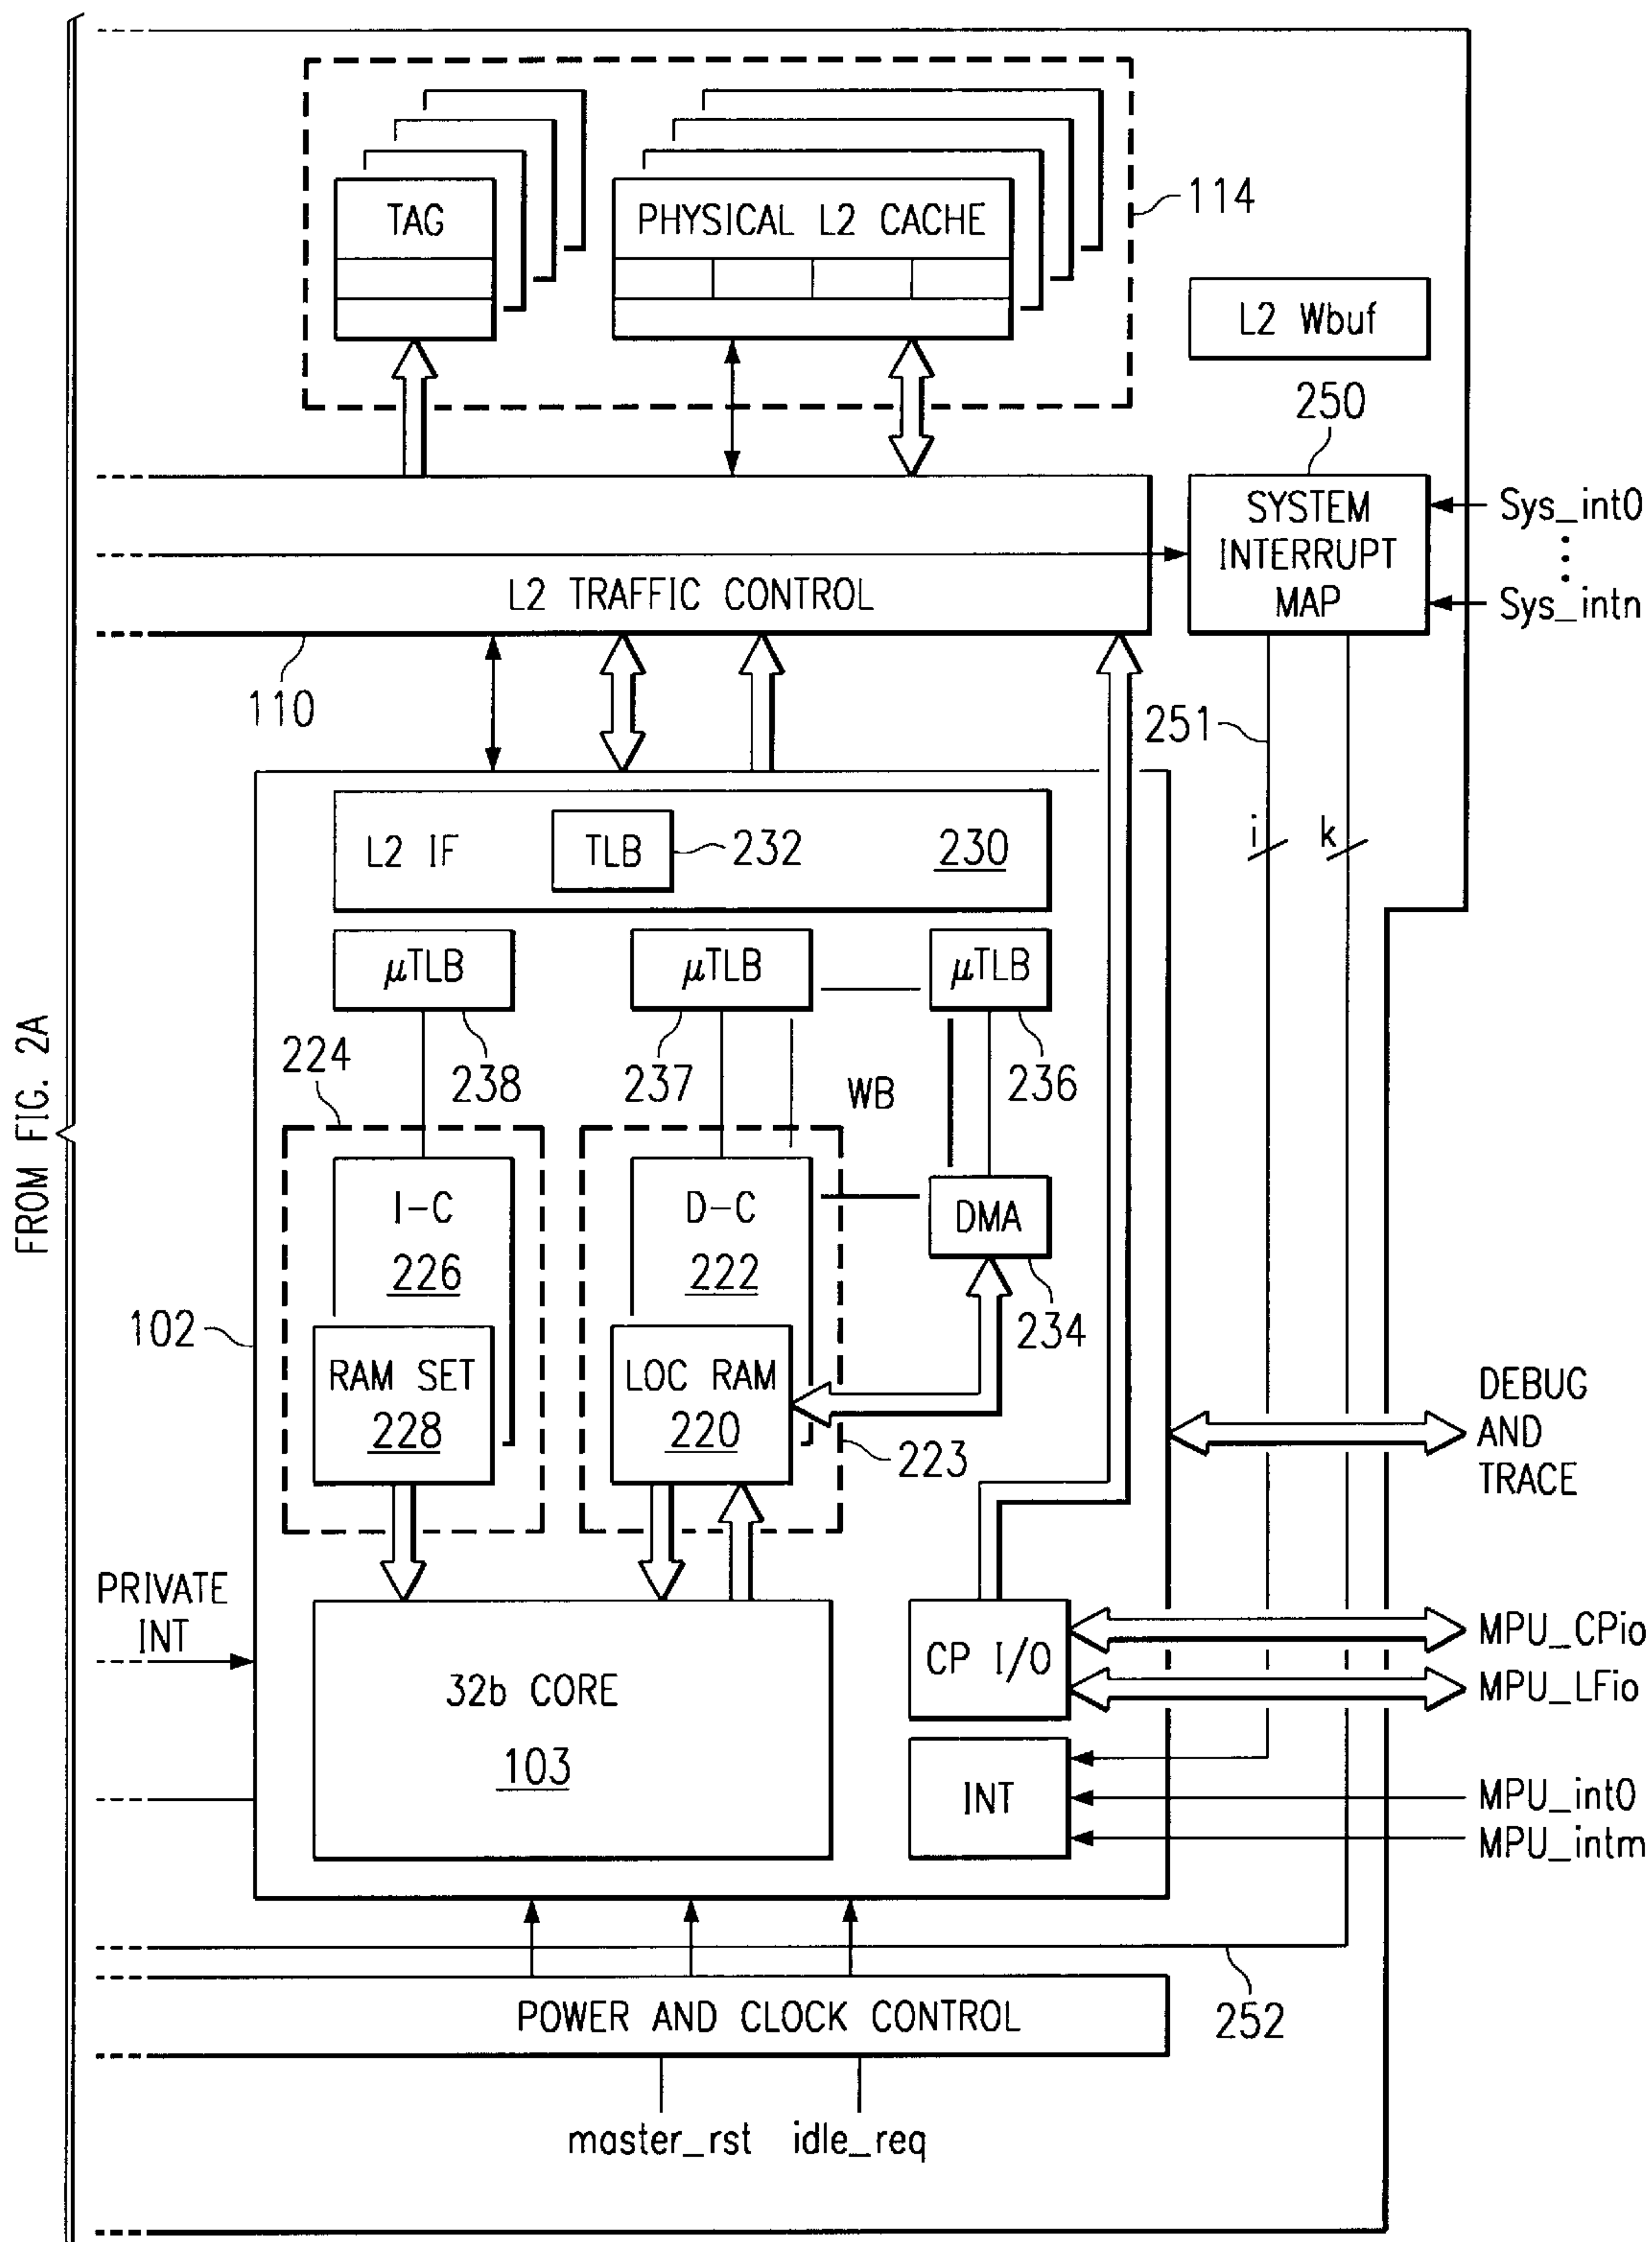 TAG
PHYSICAL L2 CACHE
114
L2 Wbuf
250
SYSTEM
INTERRUPT
MAP
Sys_int0
Sys_intn
L2 TRAFFIC CONTROL
110
251
i
k
L2 IF
TLB
232
230
μTLB
μTLB
μTLB
224
238
237
WB
236
FROM FIG. 2A
I-C
226
D-C
222
DMA
234
102
RAM SET
228
LOC RAM
220
223
DEBUG
AND
TRACE
PRIVATE
INT
32b CORE
103
CP I/O
MPU_CPio
MPU_LFio
INT
MPU_int0
MPU_intm
POWER AND CLOCK CONTROL
252
master_rst
idle_req